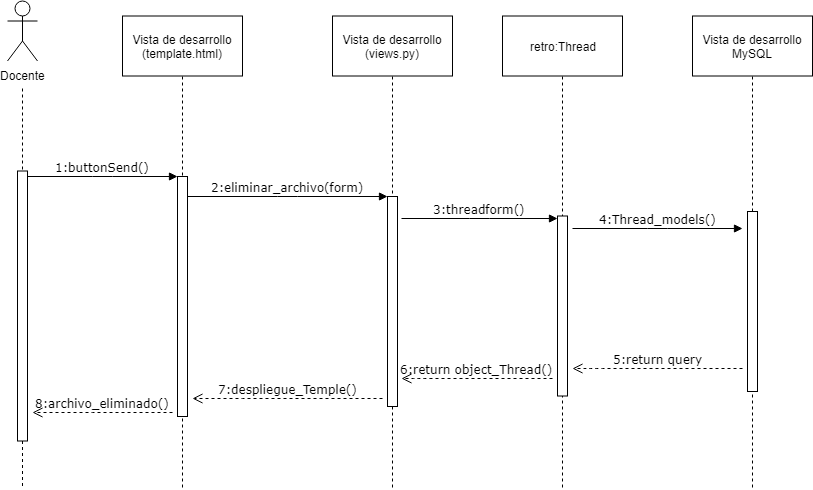 Vista de desarrollo
(template.html)
Vista de desarrollo
(views.py)
retro:Thread
Vista de desarrollo
MySQL
Docente
1:buttonSend()
2:eliminar_archivo(form)
3:threadform()
4:Thread_models()
5:return query
6:return object_Thread()
7:despliegue_Temple()
8:archivo_eliminado()